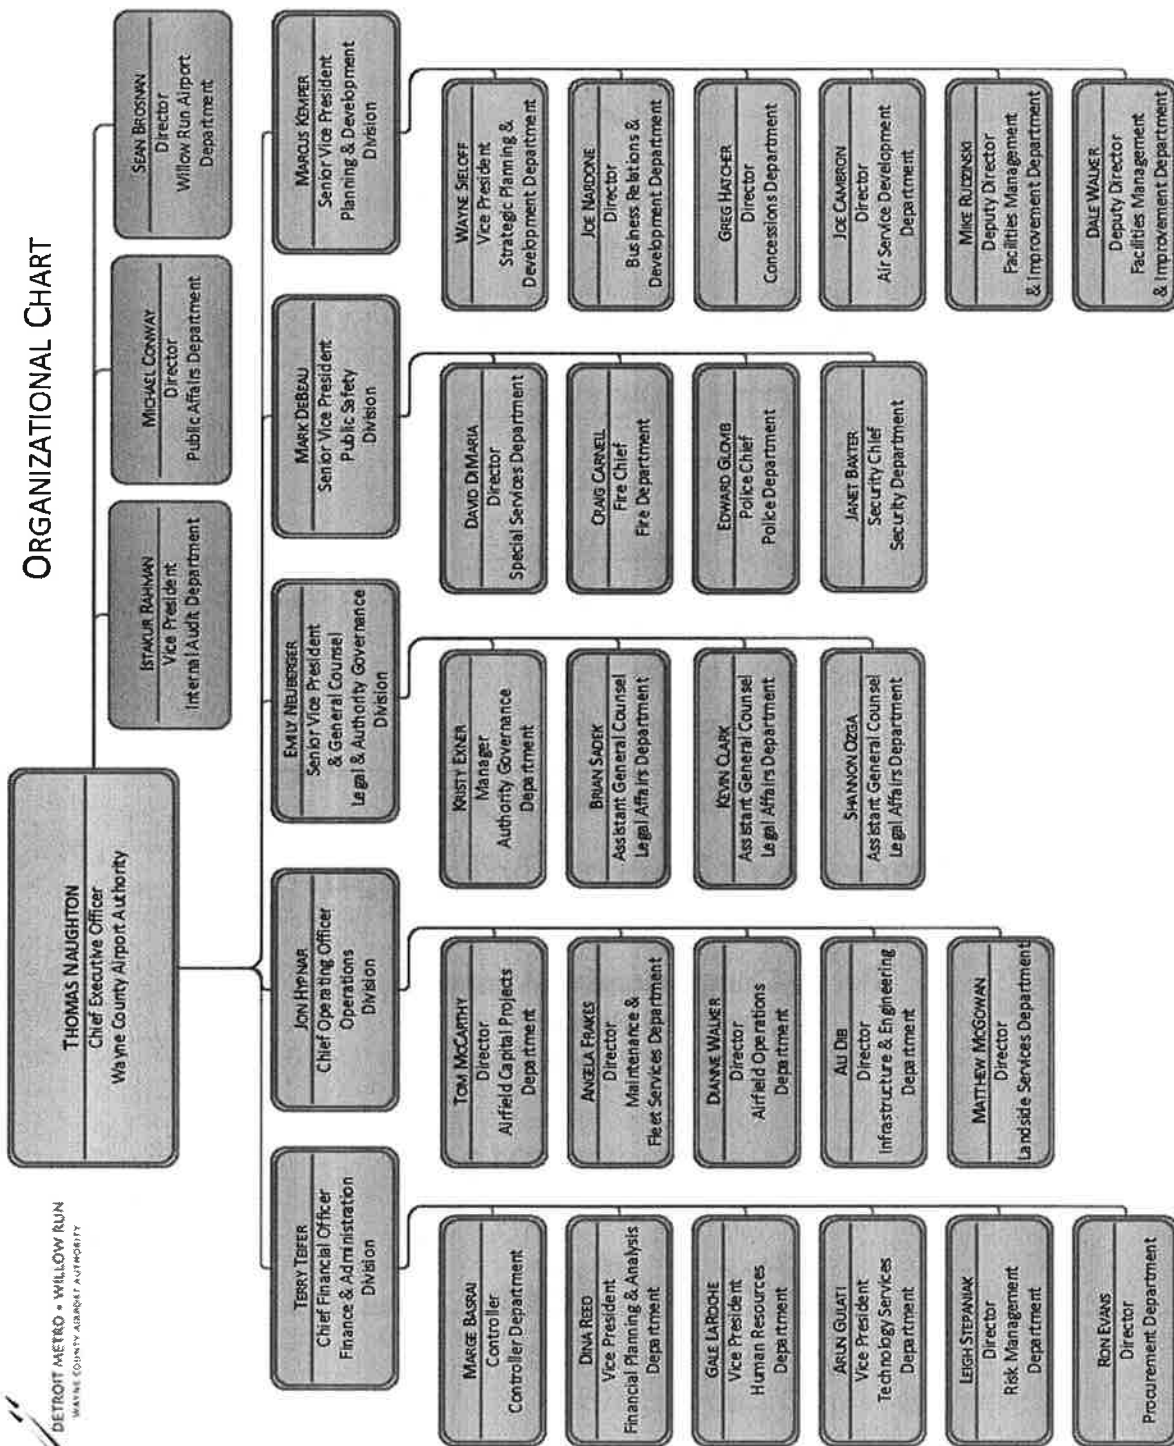 DETROIT METRO • WILLOW RUN
WAYNE COUNTY AIRPORT AUTHORITY
ORGANIZATIONAL CHART
THOMAS NAUGHTON
Chief Executive Officer
Wayne County Airport Authority
ISTAKUR RAHMAN
Vice President
Internal Audit Department
MICHAEL CONWAY
Director
Public Affairs Department
SEAN BROSNAN
Director
Willow Run Airport
Department
TERRY TEIFER
Chief Financial Officer
Finance & Administration
Division
JON HYPNAR
Chief Operating Officer
Operations
Division
EMILY NEUBERGER
Senior Vice President
& General Counsel
Legal & Authority Governance
Division
MARK DEBEAU
Senior Vice President
Public Safety
Division
MARCUS KEMPER
Senior Vice President
Planning & Development
Division
MARGE BASRAI
Controller
Controller Department
DINA REED
Vice President
Financial Planning & Analysis
Department
GALE LAROCHE
Vice President
Human Resources
Department
ARUN GULATI
Vice President
Technology Services
Department
LEIGH STEPANIAK
Director
Risk Management
Department
RON EVANS
Director
Procurement Department
TOM MCCARTHY
Director
Airfield Capital Projects
Department
ANGELA FRAKES
Director
Maintenance &
Fleet Services Department
DIANNE WALKER
Director
Airfield Operations
Department
ALI DIB
Director
Infrastructure & Engineering
Department
MATTHEW MCGOWAN
Director
Landside Services Department
KRISTY EXNER
Manager
Authority Governance
Department
BRIAN SADEK
Assistant General Counsel
Legal Affairs Department
KEVIN CLARK
Assistant General Counsel
Legal Affairs Department
SHANNON OZGA
Assistant General Counsel
Legal Affairs Department
DAVID DIMARIA
Director
Special Services Department
CRAIG CARNELL
Fire Chief
Fire Department
EDWARD GLOMB
Police Chief
Police Department
JANET BAXTER
Security Chief
Security Department
WAYNE SIELOFF
Vice President
Strategic Planning &
Development Department
JOE NARDONE
Director
Business Relations &
Development Department
GREG HATCHER
Director
Concessions Department
JOE CAMBRON
Director
Air Service Development
Department
MIKE RUDZINSKI
Deputy Director
Facilities Management
& Improvement Department
DALE WALKER
Deputy Director
Facilities Management
& Improvement Department